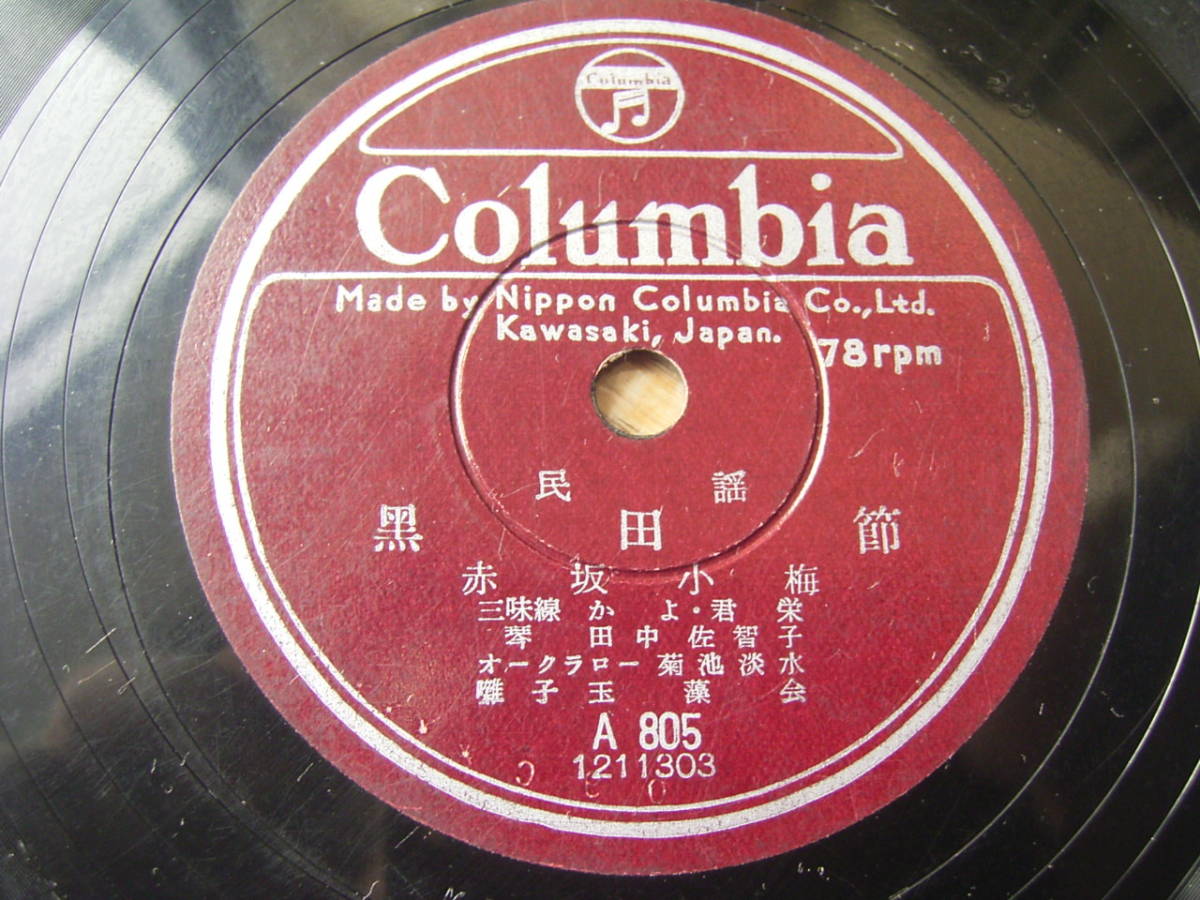 Columbia
Columbia
Made by Nippon Columbia Co., Ltd.
Kawasaki, Japan.
78rpm
民謡
黒田節
赤坂小梅
三味線 かよ・君栄
琴 田中佐智子
オークラロー 菊池淡水
囃子 玉藻会
A 805
1211303